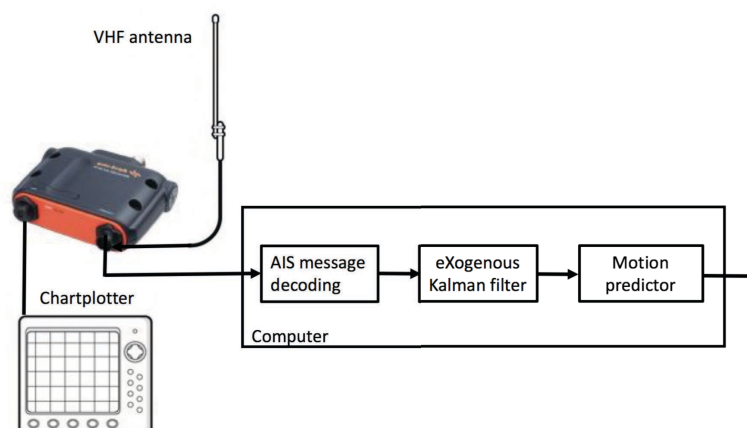 VHF antenna
AIS message
decoding
eXogenous
Kalman filter
Motion
predictor
Chartplotter
Computer